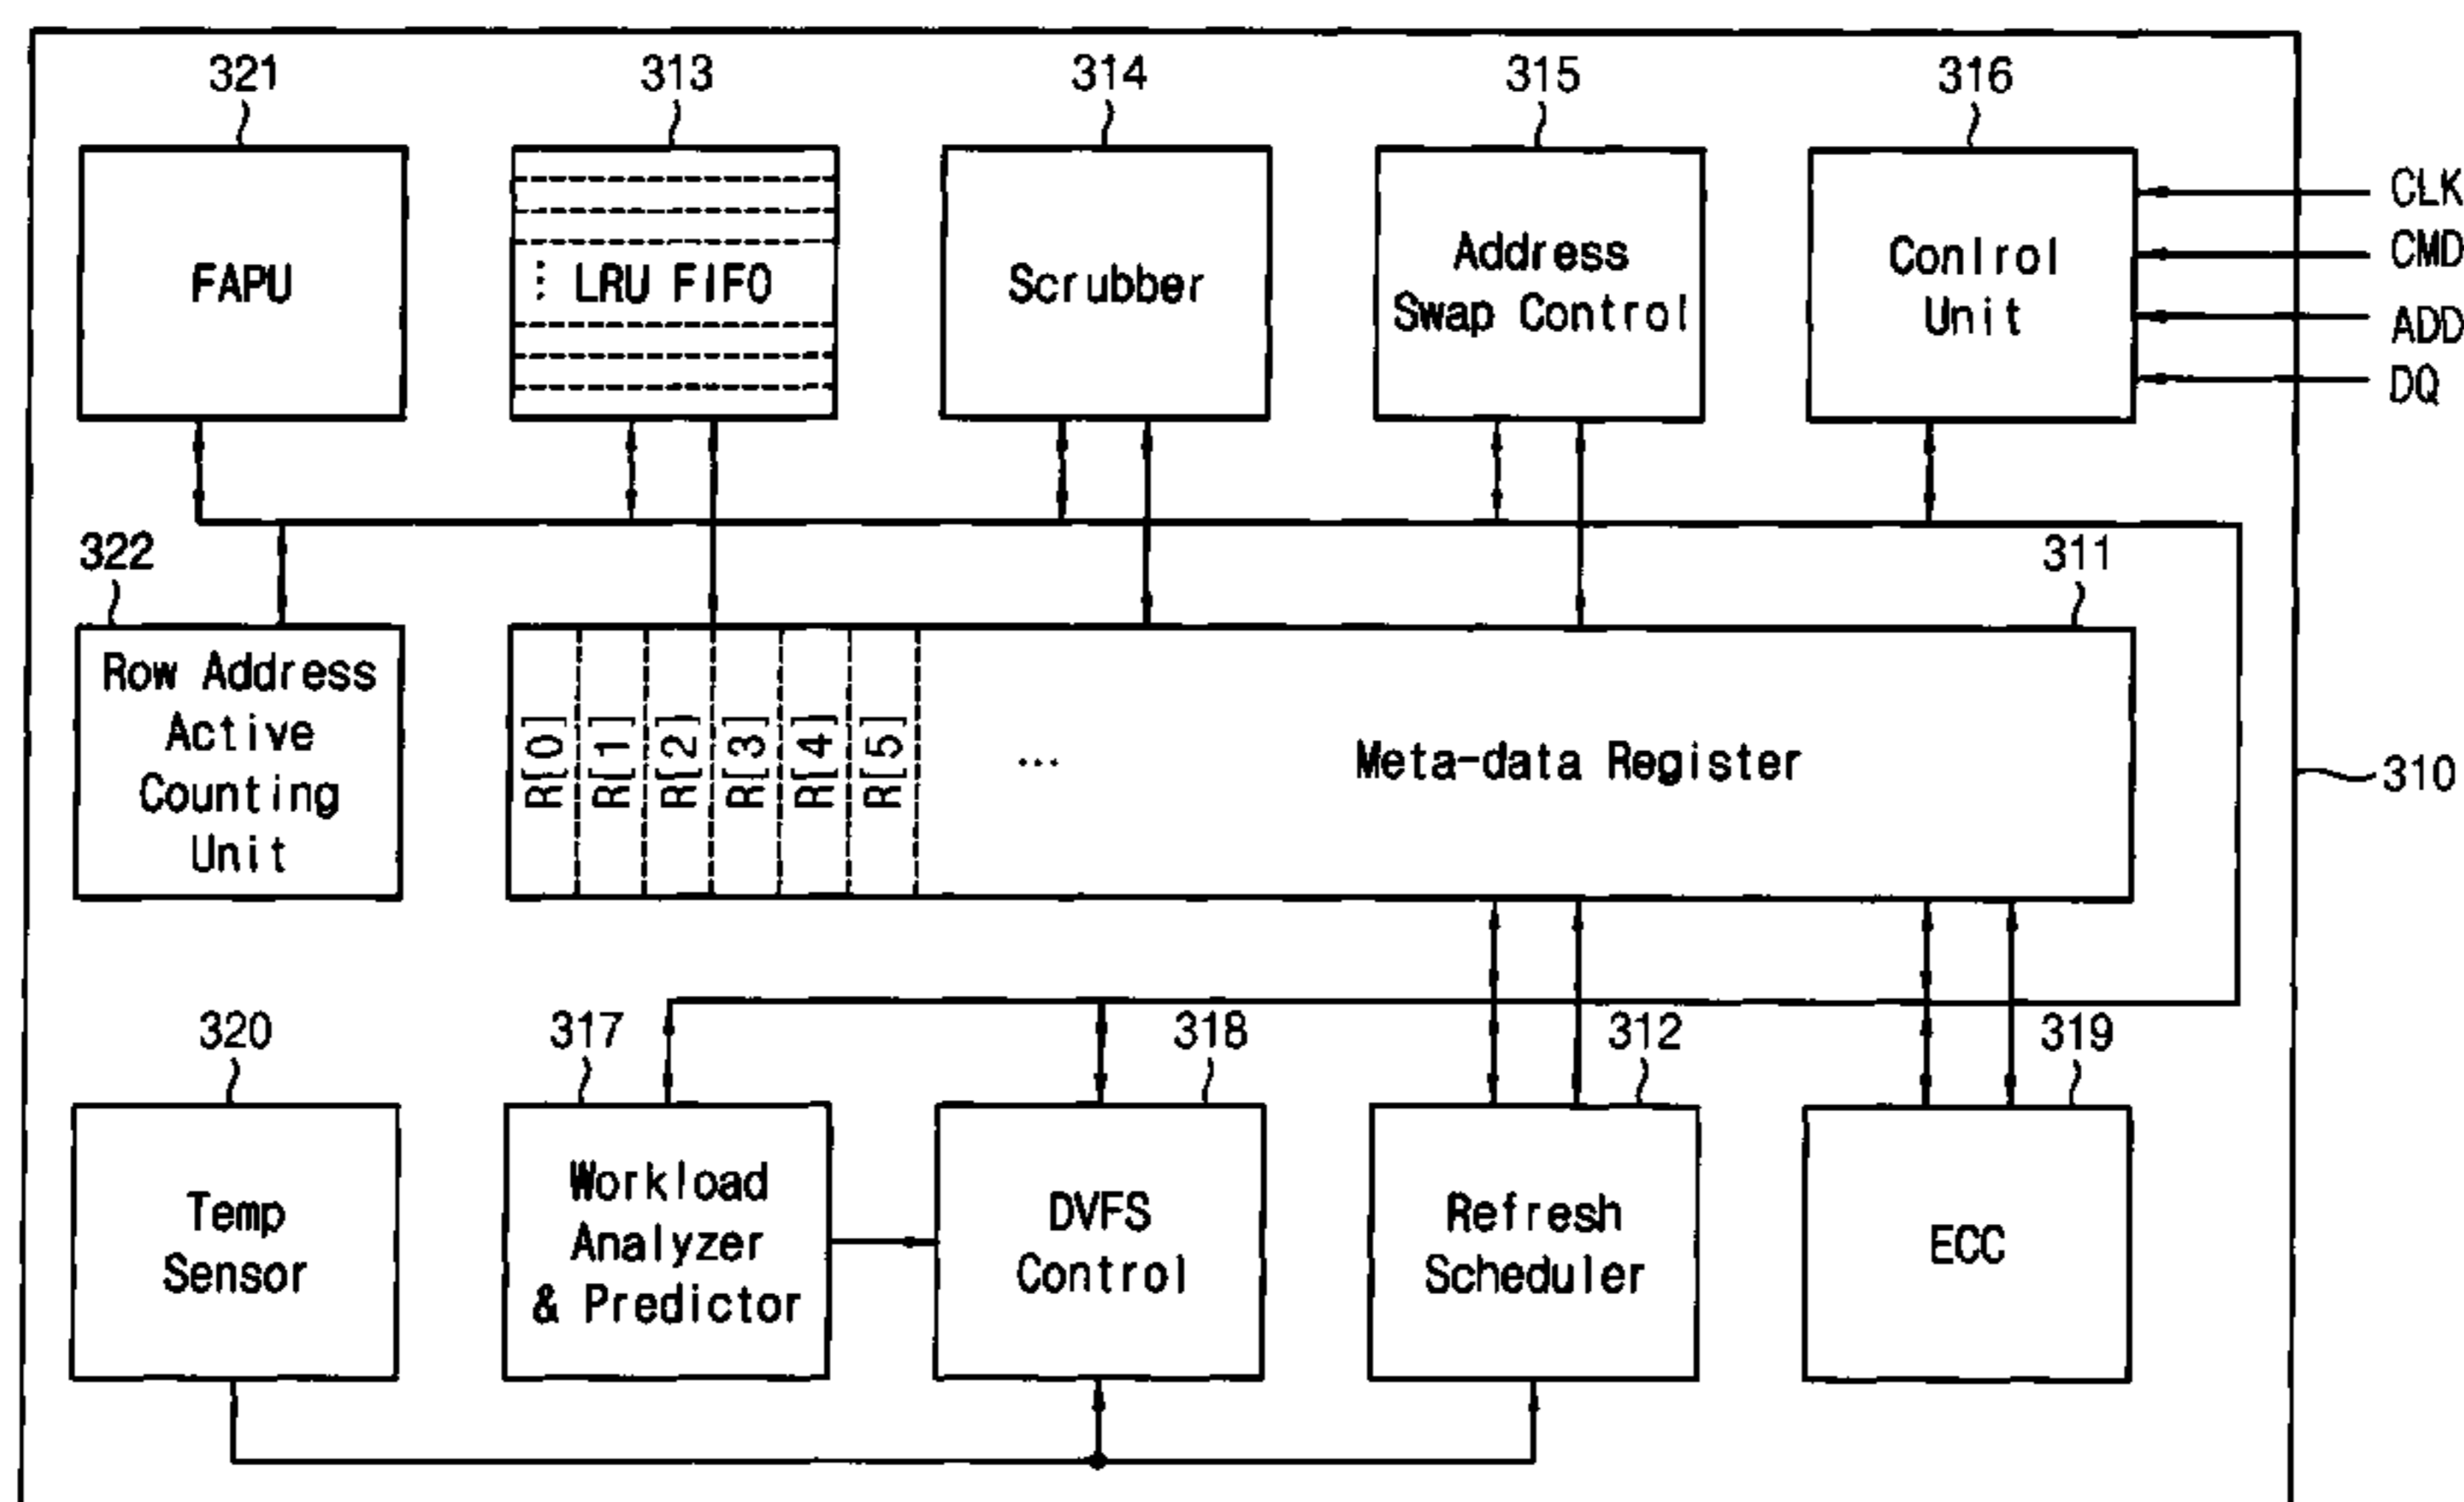 321
313
314
315
316
FAPU
⋮ LRU FIFO
Scrubber
Address
Swap Control
Conlrol
Unit
CLK
CMD
ADD
DQ
322
311
Row Address
Active
Counting
Unit
R[0]
R[1]
R[2]
R[3]
R[4]
R[5]
...
Meta-data Register
310
320
317
318
312
319
Temp
Sensor
Workload
Analyzer
& Predictor
DVFS
Control
Refresh
Scheduler
ECC